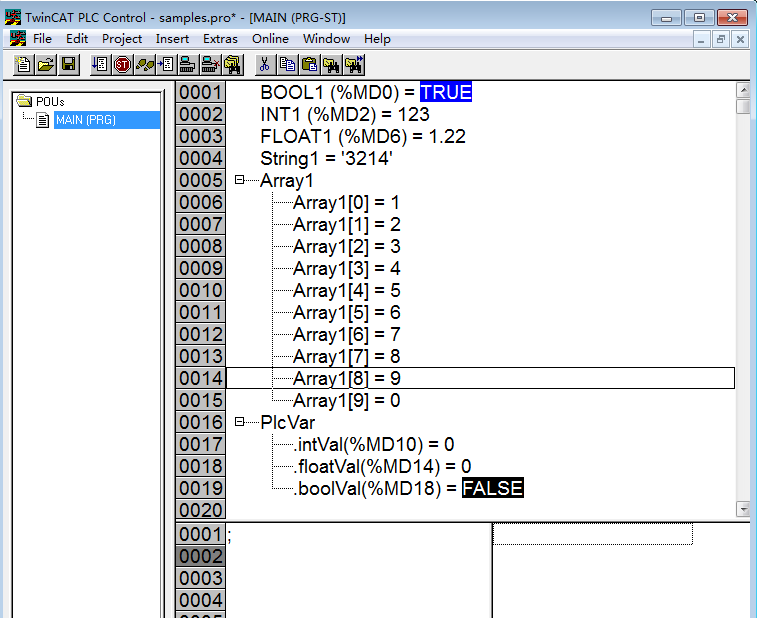 TwinCAT PLC Control - samples.pro* - [MAIN (PRG-ST)]
File Edit Project Insert Extras Online Window Help
POUs
MAIN (PRG)
0001 BOOL1 (%MD0) = TRUE
0002 INT1 (%MD2) = 123
0003 FLOAT1 (%MD6) = 1.22
0004 String1 = '3214'
0005 Array1
0006 Array1[0] = 1
0007 Array1[1] = 2
0008 Array1[2] = 3
0009 Array1[3] = 4
0010 Array1[4] = 5
0011 Array1[5] = 6
0012 Array1[6] = 7
0013 Array1[7] = 8
0014 Array1[8] = 9
0015 Array1[9] = 0
0016 PlcVar
0017 .intVal(%MD10) = 0
0018 .floatVal(%MD14) = 0
0019 .boolVal(%MD18) = FALSE
0020
0001 ;
0002
0003
0004